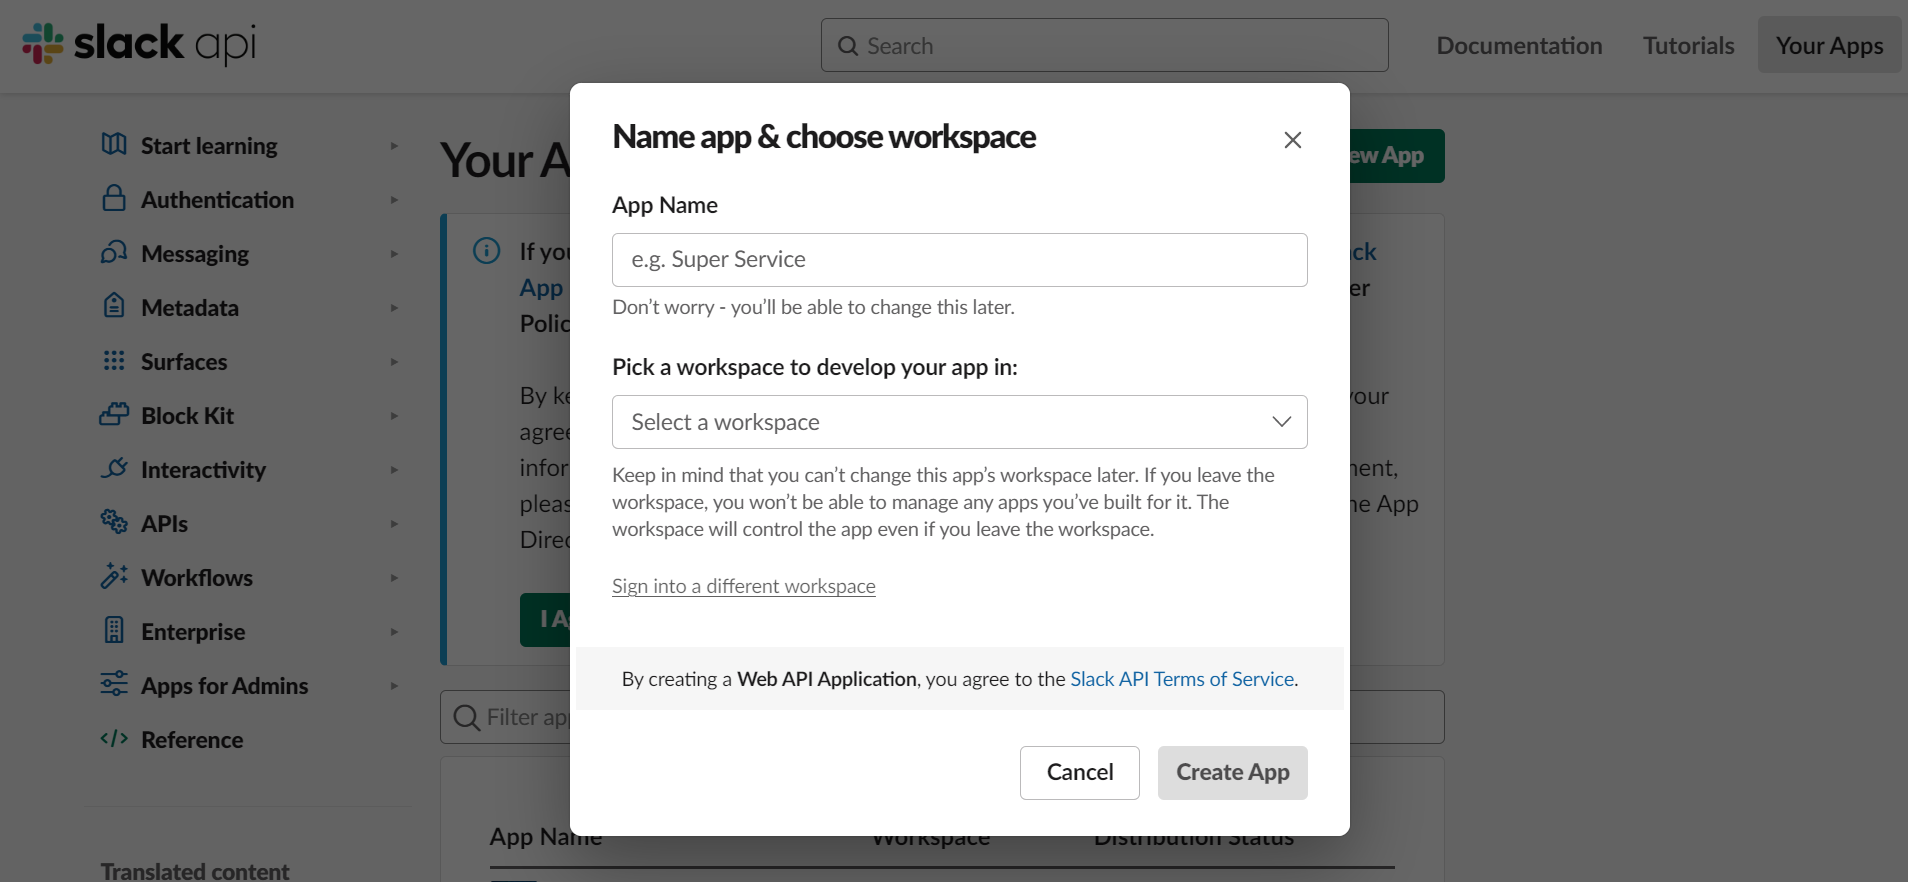 slack api
Search
Documentation
Tutorials
Your Apps
Start learning
Authentication
Messaging
Metadata
Surfaces
Block Kit
Interactivity
APIs
Workflows
Enterprise
Apps for Admins
Reference
Translated content
Your A
ew App
If you
ck
App
er
Polic
By ke
your
agree
infor
nent,
pleas
he App
Direc
I A
Filter ap
App Name
Workspace
Distribution Status
Name app & choose workspace
App Name
e.g. Super Service
Don’t worry - you’ll be able to change this later.
Pick a workspace to develop your app in:
Select a workspace
Keep in mind that you can’t change this app’s workspace later. If you leave the
workspace, you won’t be able to manage any apps you’ve built for it. The
workspace will control the app even if you leave the workspace.
Sign into a different workspace
By creating a Web API Application, you agree to the Slack API Terms of Service.
Cancel
Create App